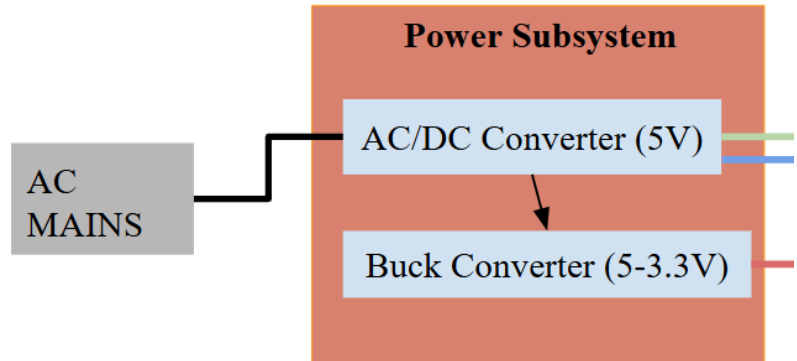 Power Subsystem
AC/DC Converter (5V)
AC
MAINS
Buck Converter (5-3.3V)